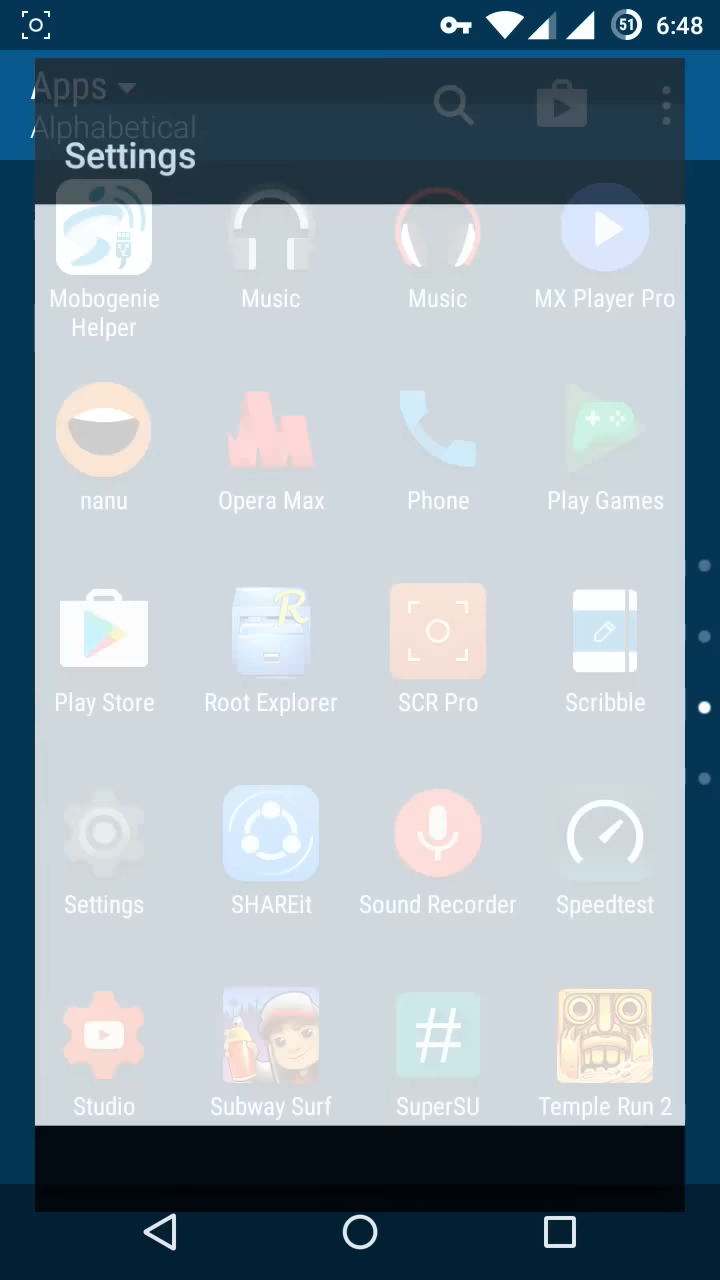 51 6:48
Apps
Alphabetical
Settings
Mobogenie Helper
Music
Music
MX Player Pro
nanu
Opera Max
Phone
Play Games
R
Play Store
Root Explorer
SCR Pro
Scribble
Settings
SHAREit
Sound Recorder
Speedtest
#
Studio
Subway Surf
SuperSU
Temple Run 2